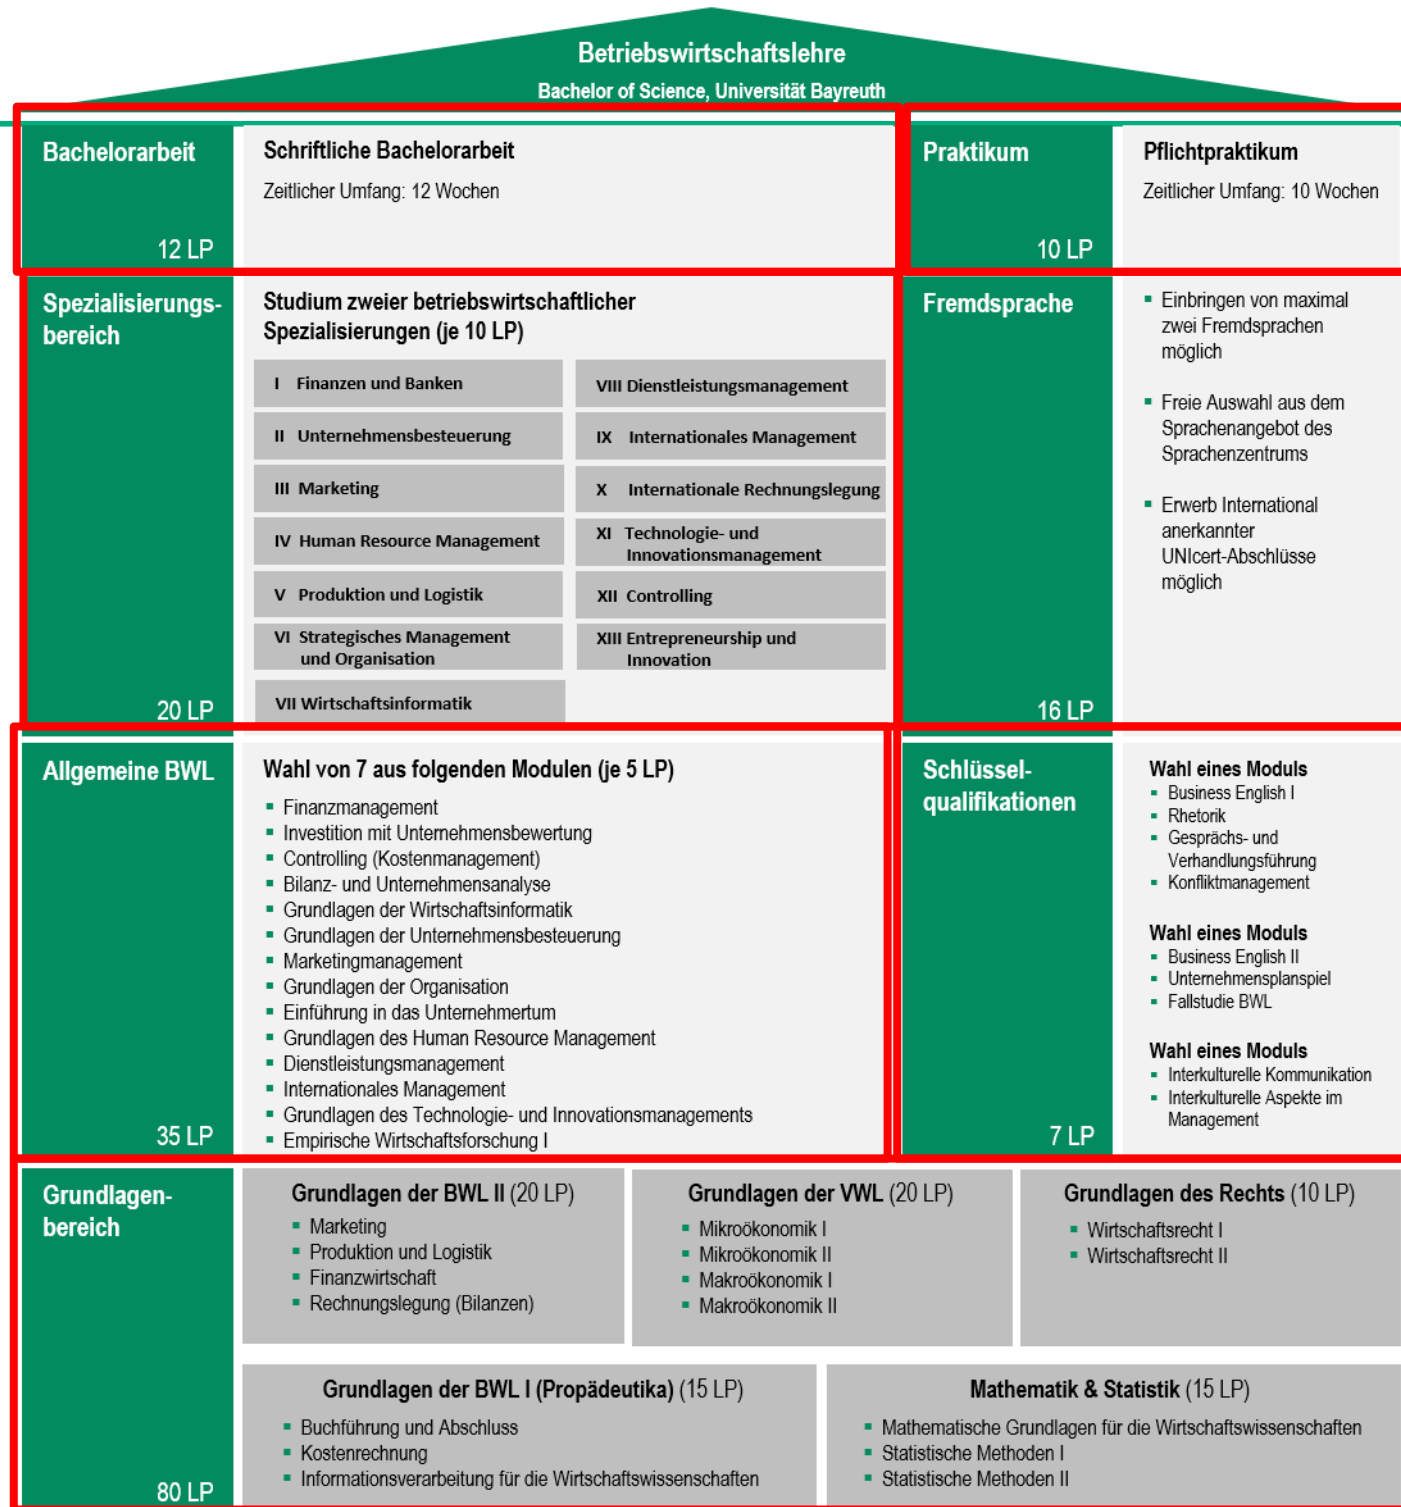 Betriebswirtschaftslehre
Bachelor of Science, Universität Bayreuth
Bachelorarbeit
12 LP
Schriftliche Bachelorarbeit
Zeitlicher Umfang: 12 Wochen
Praktikum
10 LP
Pflichtpraktikum
Zeitlicher Umfang: 10 Wochen
Spezialisierungs-
bereich
20 LP
Studium zweier betriebswirtschaftlicher
Spezialisierungen (je 10 LP)
I Finanzen und Banken
II Unternehmensbesteuerung
III Marketing
IV Human Resource Management
V Produktion und Logistik
VI Strategisches Management
und Organisation
VII Wirtschaftsinformatik
VIII Dienstleistungsmanagement
IX Internationales Management
X Internationale Rechnungslegung
XI Technologie- und
Innovationsmanagement
XII Controlling
XIII Entrepreneurship und
Innovation
Fremdsprache
16 LP
▪ Einbringen von maximal
zwei Fremdsprachen
möglich
▪ Freie Auswahl aus dem
Sprachenangebot des
Sprachenzentrums
▪ Erwerb International
anerkannter
UNIcert-Abschlüsse
möglich
Allgemeine BWL
35 LP
Wahl von 7 aus folgenden Modulen (je 5 LP)
▪ Finanzmanagement
▪ Investition mit Unternehmensbewertung
▪ Controlling (Kostenmanagement)
▪ Bilanz- und Unternehmensanalyse
▪ Grundlagen der Wirtschaftsinformatik
▪ Grundlagen der Unternehmensbesteuerung
▪ Marketingmanagement
▪ Grundlagen der Organisation
▪ Einführung in das Unternehmertum
▪ Grundlagen des Human Resource Management
▪ Dienstleistungsmanagement
▪ Internationales Management
▪ Grundlagen des Technologie- und Innovationsmanagements
▪ Empirische Wirtschaftsforschung I
Schlüssel-
qualifikationen
7 LP
Wahl eines Moduls
▪ Business English I
▪ Rhetorik
▪ Gesprächs- und
Verhandlungsführung
▪ Konfliktmanagement
Wahl eines Moduls
▪ Business English II
▪ Unternehmensplanspiel
▪ Fallstudie BWL
Wahl eines Moduls
▪ Interkulturelle Kommunikation
▪ Interkulturelle Aspekte im
Management
Grundlagen-
bereich
80 LP
Grundlagen der BWL II (20 LP)
▪ Marketing
▪ Produktion und Logistik
▪ Finanzwirtschaft
▪ Rechnungslegung (Bilanzen)
Grundlagen der VWL (20 LP)
▪ Mikroökonomik I
▪ Mikroökonomik II
▪ Makroökonomik I
▪ Makroökonomik II
Grundlagen des Rechts (10 LP)
▪ Wirtschaftsrecht I
▪ Wirtschaftsrecht II
Grundlagen der BWL I (Propädeutika) (15 LP)
▪ Buchführung und Abschluss
▪ Kostenrechnung
▪ Informationsverarbeitung für die Wirtschaftswissenschaften
Mathematik & Statistik (15 LP)
▪ Mathematische Grundlagen für die Wirtschaftswissenschaften
▪ Statistische Methoden I
▪ Statistische Methoden II